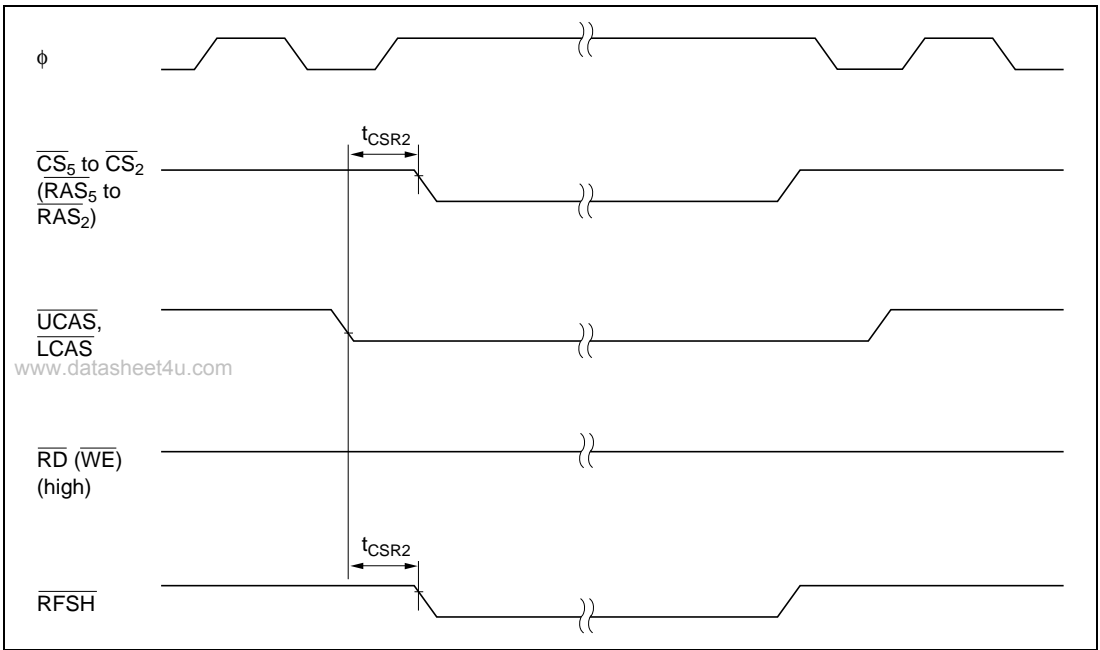 ϕ
tCSR2
CS5 to CS2
(RAS5 to
RAS2)
UCAS,
LCAS
www.datasheet4u.com
RD (WE)
(high)
tCSR2
RFSH